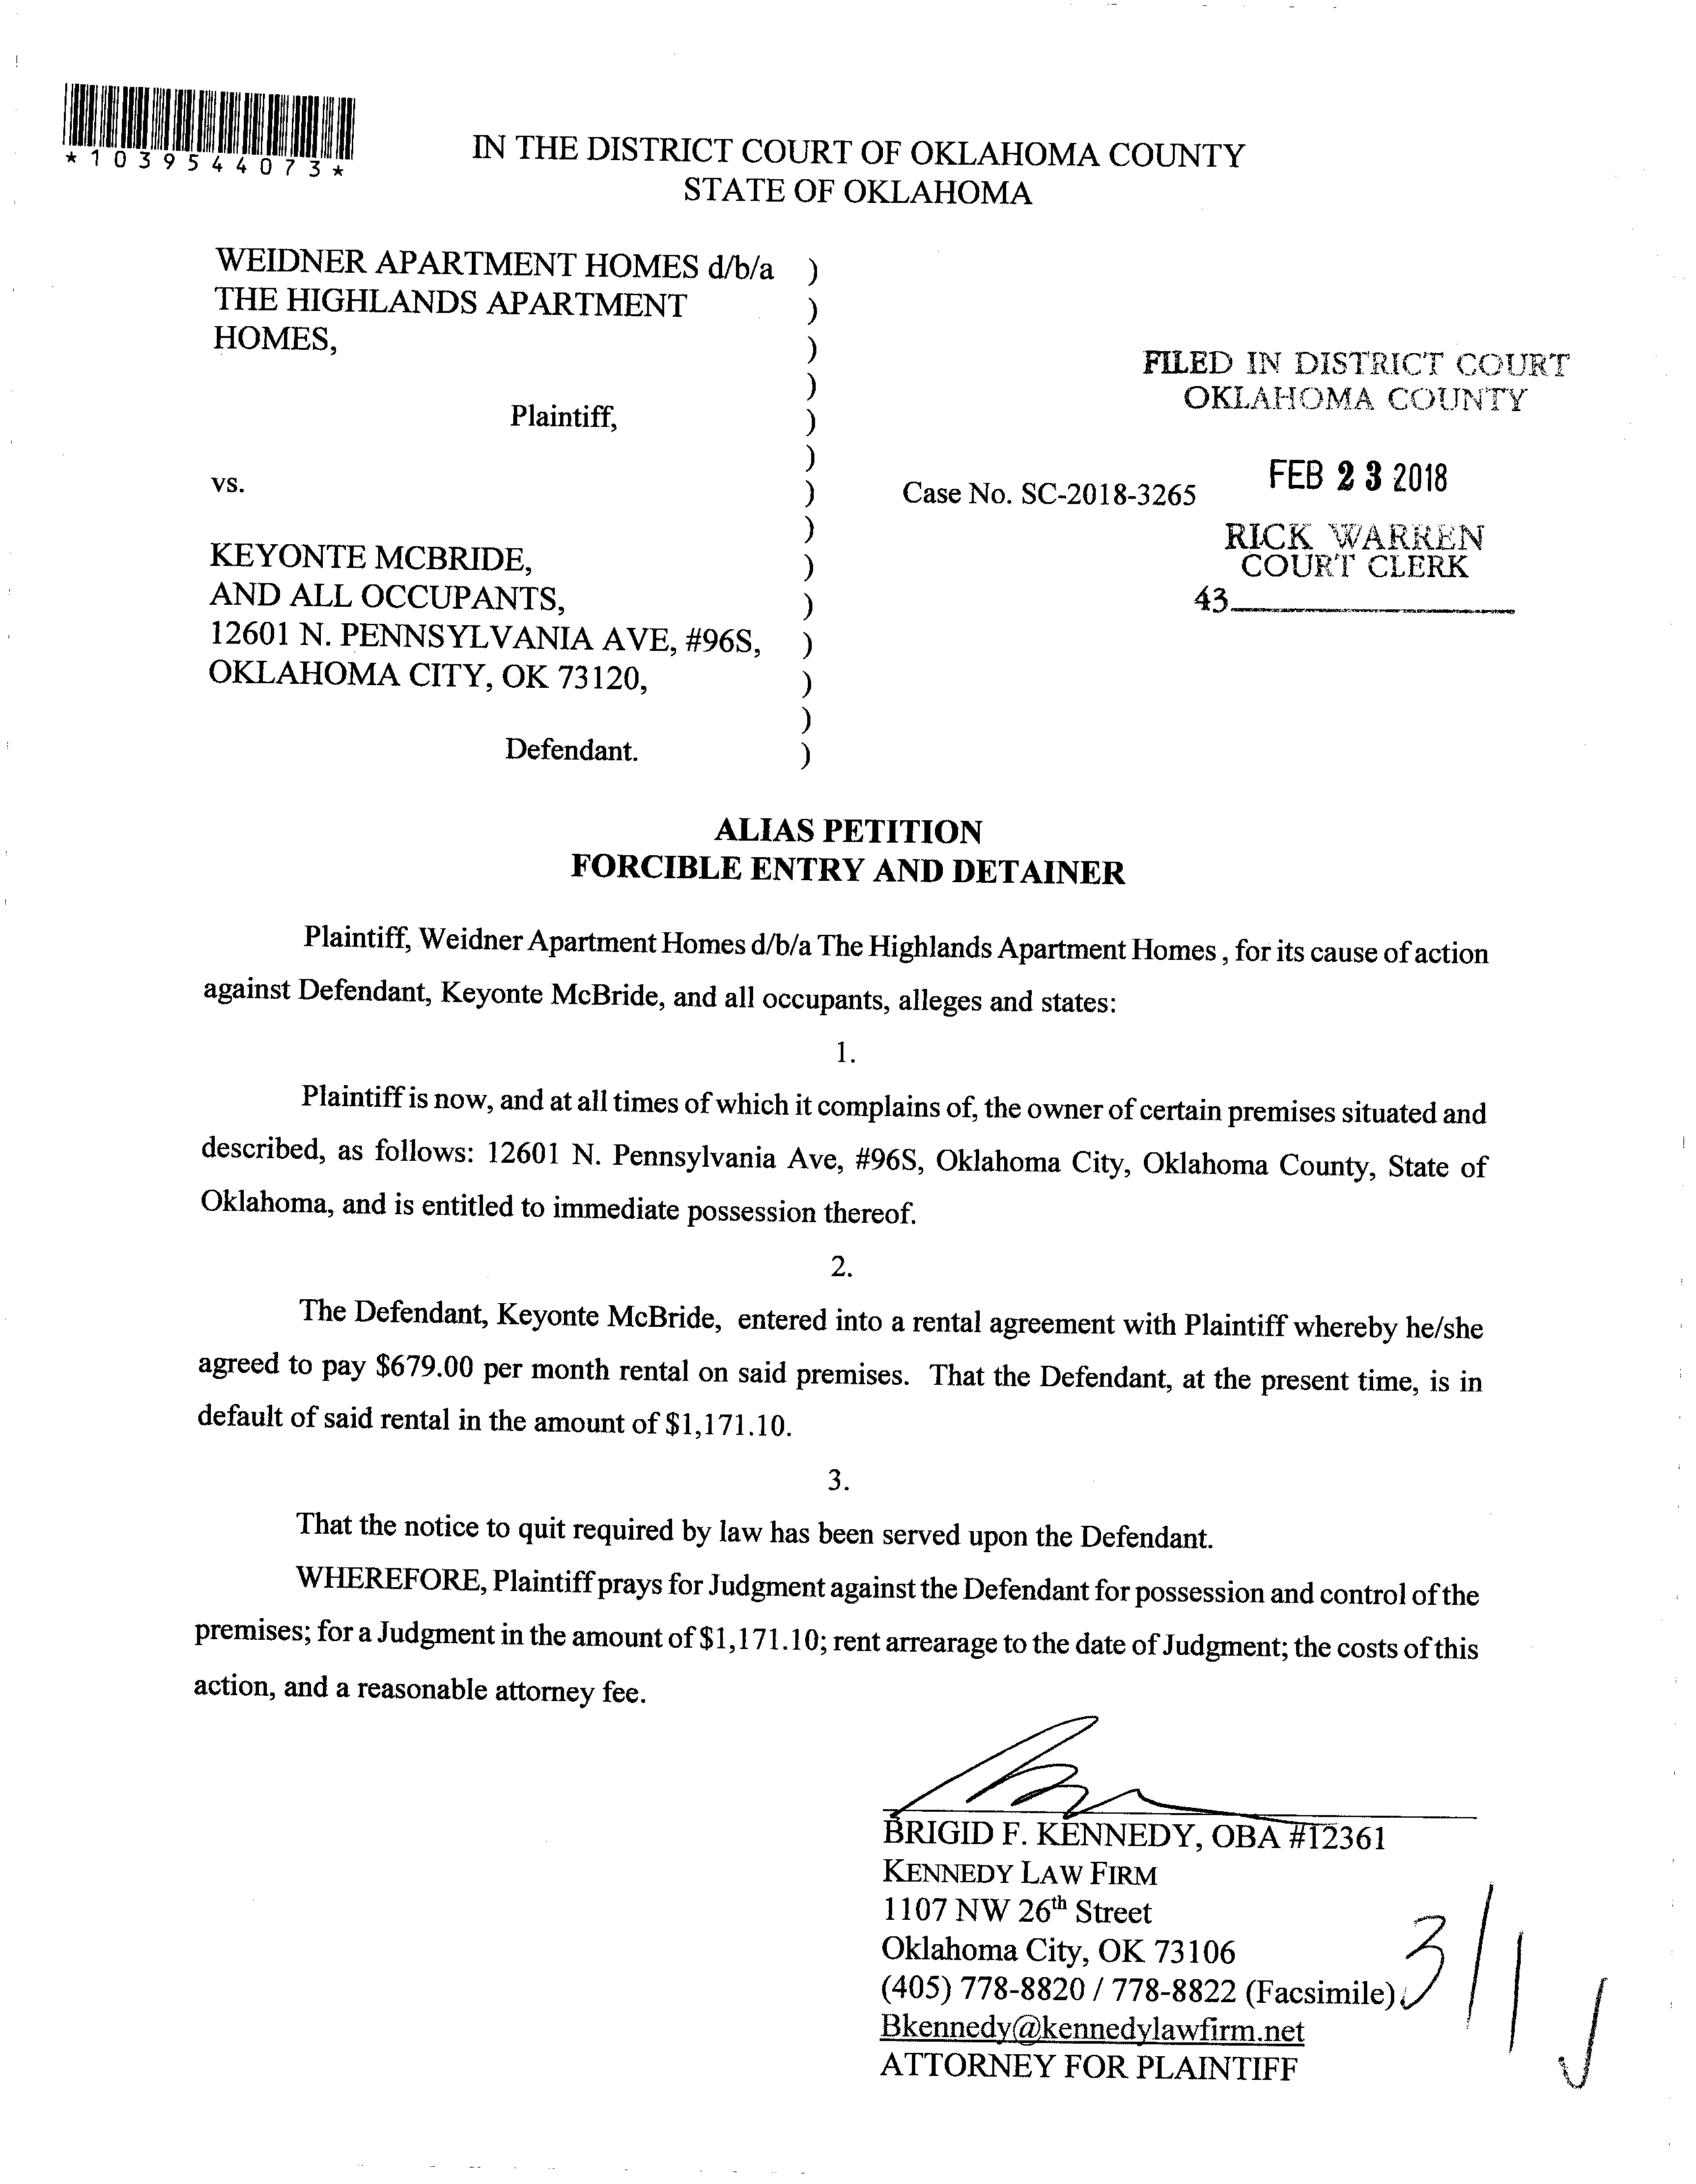 *1039544073*
IN THE DISTRICT COURT OF OKLAHOMA COUNTY
STATE OF OKLAHOMA
WEIDNER APARTMENT HOMES d/b/a )
THE HIGHLANDS APARTMENT )
HOMES, )
)
Plaintiff, )
)
vs. )
)
KEYONTE MCBRIDE, )
AND ALL OCCUPANTS, )
12601 N. PENNSYLVANIA AVE, #96S, )
OKLAHOMA CITY, OK 73120, )
)
Defendant. )
FILED IN DISTRICT COURT
OKLAHOMA COUNTY
FEB 23 2018
Case No. SC-2018-3265
RICK WARREN
COURT CLERK
43
ALIAS PETITION
FORCIBLE ENTRY AND DETAINER
Plaintiff, Weidner Apartment Homes d/b/a The Highlands Apartment Homes , for its cause of action
against Defendant, Keyonte McBride, and all occupants, alleges and states:
1.
Plaintiff is now, and at all times of which it complains of, the owner of certain premises situated and
described, as follows: 12601 N. Pennsylvania Ave, #96S, Oklahoma City, Oklahoma County, State of
Oklahoma, and is entitled to immediate possession thereof.
2.
The Defendant, Keyonte McBride, entered into a rental agreement with Plaintiff whereby he/she
agreed to pay $679.00 per month rental on said premises. That the Defendant, at the present time, is in
default of said rental in the amount of $1,171.10.
3.
That the notice to quit required by law has been served upon the Defendant.
WHEREFORE, Plaintiff prays for Judgment against the Defendant for possession and control of the
premises; for a Judgment in the amount of $1,171.10; rent arrearage to the date of Judgment; the costs of this
action, and a reasonable attorney fee.
BRIGID F. KENNEDY, OBA #12361
KENNEDY LAW FIRM
1107 NW 26th Street
Oklahoma City, OK 73106
(405) 778-8820 / 778-8822 (Facsimile)
Bkennedy@kennedylawfirm.net
ATTORNEY FOR PLAINTIFF
3/1